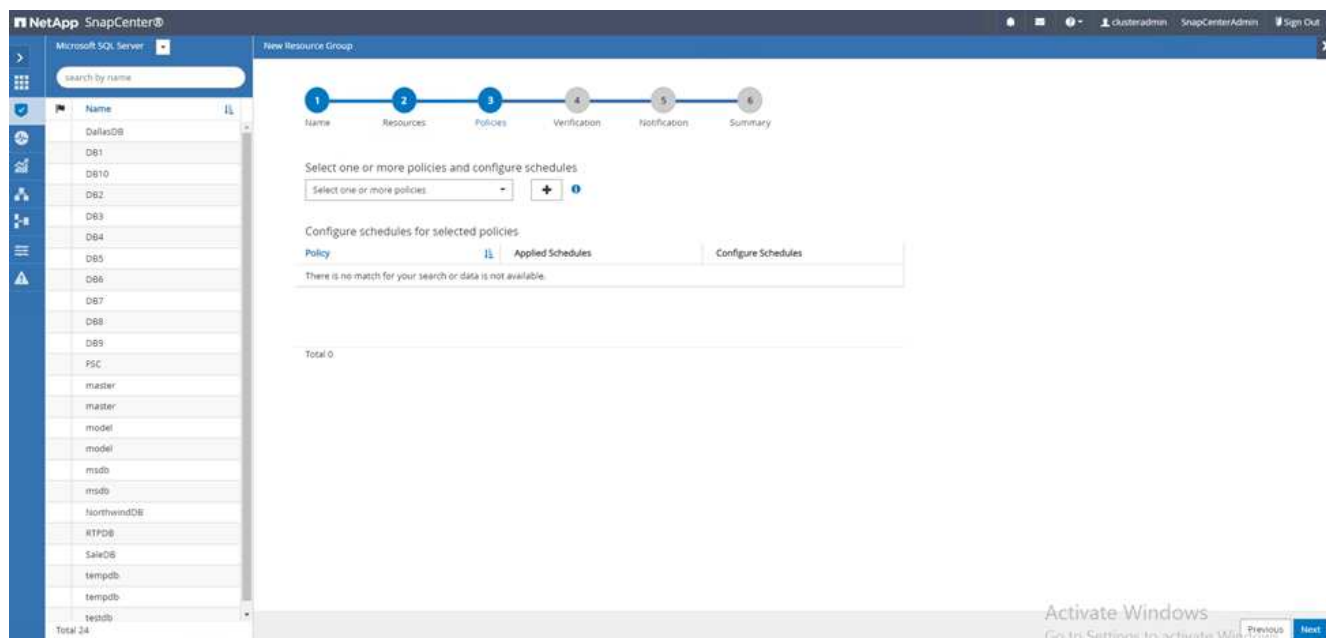 NetApp SnapCenter®
clusteradmin SnapCenterAdmin Sign Out
Microsoft SQL Server
New Resource Group
search by name
Name
DallasDB
DB1
DB10
DB2
DB3
DB4
DB5
DB6
DB7
DB8
DB9
PSC
master
master
model
model
msdb
msdb
NorthwindDB
RTPDB
SaleDB
tempdb
tempdb
testdb
Total 24
1 2 3 4 5 6
Name Resources Policies Verification Notification Summary
Select one or more policies and configure schedules
Select one or more policies
Configure schedules for selected policies
Policy Applied Schedules Configure Schedules
There is no match for your search or data is not available.
Total 0
Activate Windows
Go to Settings to activate
Previous Next